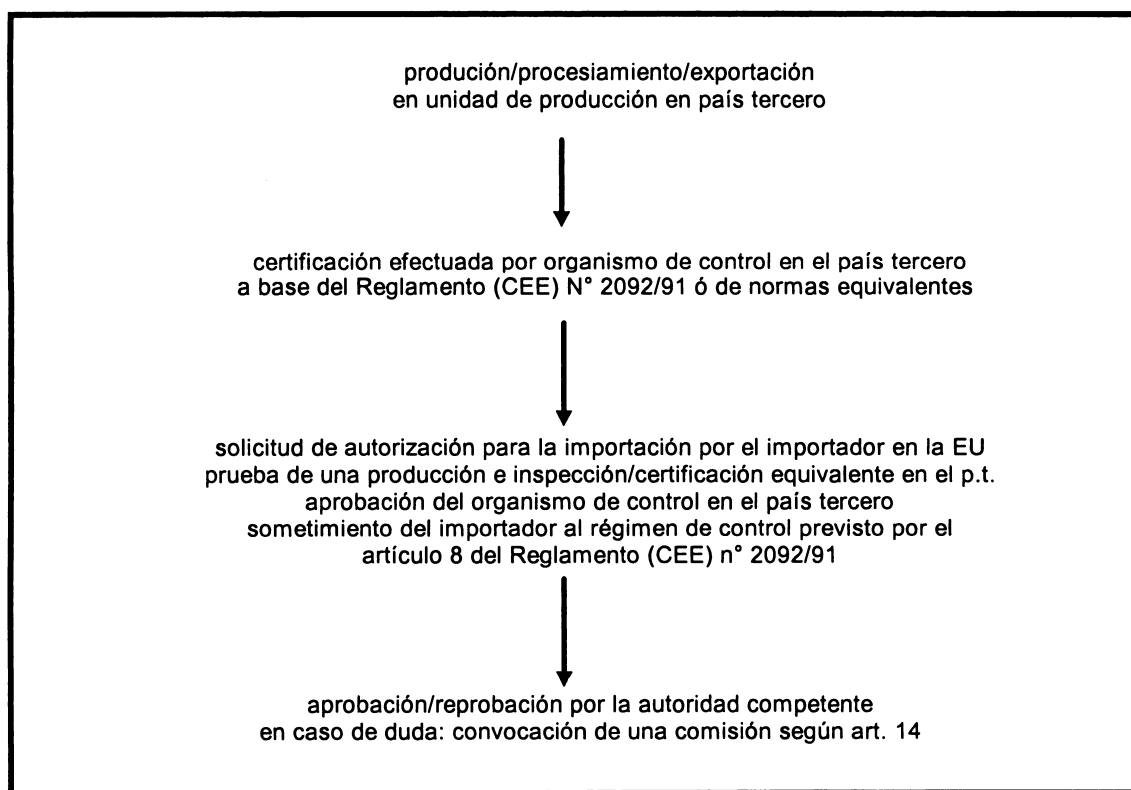 produción/procesiamiento/exportación
en unidad de producción en país tercero
certificación efectuada por organismo de control en el país tercero
a base del Reglamento (CEE) N° 2092/91 ó de normas equivalentes
solicitud de autorización para la importación por el importador en la EU
prueba de una producción e inspección/certificación equivalente en el p.t.
aprobación del organismo de control en el país tercero
sometimiento del importador al régimen de control previsto por el
artículo 8 del Reglamento (CEE) n° 2092/91
aprobación/reprobación por la autoridad competente
en caso de duda: convocación de una comisión según art. 14